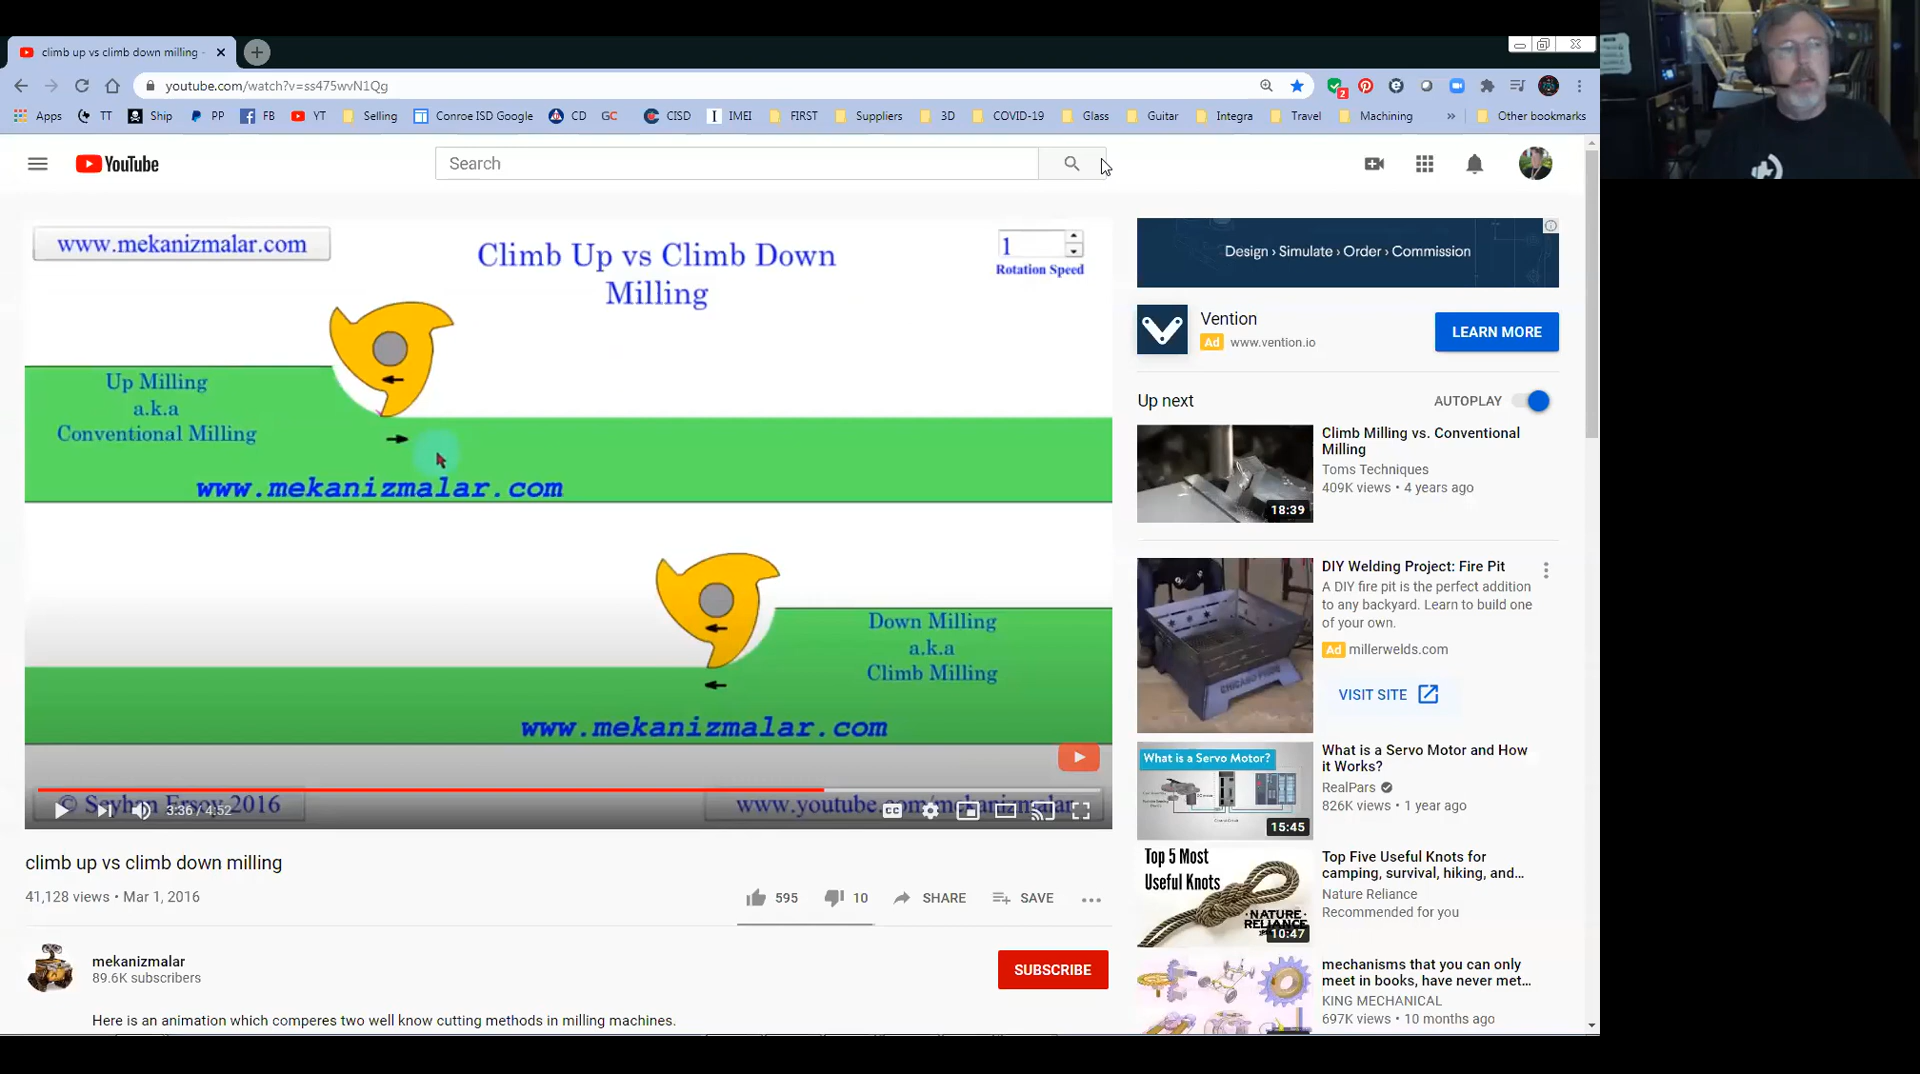 climb up vs climb down milling -
youtube.com/watch?v=ss475wvN1Qg
2
Apps TT Ship PP FB YT Selling Conroe ISD Google CD GC CISD IMEI FIRST Suppliers 3D COVID-19 Glass Guitar Integra Travel Machining » Other bookmarks
YouTube
Search
www.mekanizmalar.com
Climb Up vs Climb Down
Milling
1
Rotation Speed
Up Milling
a.k.a
Conventional Milling
www.mekanizmalar.com
Down Milling
a.k.a
Climb Milling
www.mekanizmalar.com
© Seyhan Ersoy 2016
www.youtube.com/mekanizmalar
3:36 / 4:52
CC
climb up vs climb down milling
41,128 views • Mar 1, 2016
595 10 SHARE SAVE
mekanizmalar
89.6K subscribers
SUBSCRIBE
Here is an animation which comperes two well know cutting methods in milling machines.
Design › Simulate › Order › Commission
Vention
Ad www.vention.io
LEARN MORE
Up next
AUTOPLAY
Climb Milling vs. Conventional
Milling
Toms Techniques
409K views • 4 years ago
18:39
DIY Welding Project: Fire Pit
A DIY fire pit is the perfect addition
to any backyard. Learn to build one
of your own.
Ad millerwelds.com
VISIT SITE
What is a Servo Motor?
What is a Servo Motor and How
it Works?
RealPars
826K views • 1 year ago
15:45
Top 5 Most
Useful Knots
NATURE
RELIANCE
10:47
Top Five Useful Knots for
camping, survival, hiking, and...
Nature Reliance
Recommended for you
mechanisms that you can only
meet in books, have never met...
KING MECHANICAL
697K views • 10 months ago